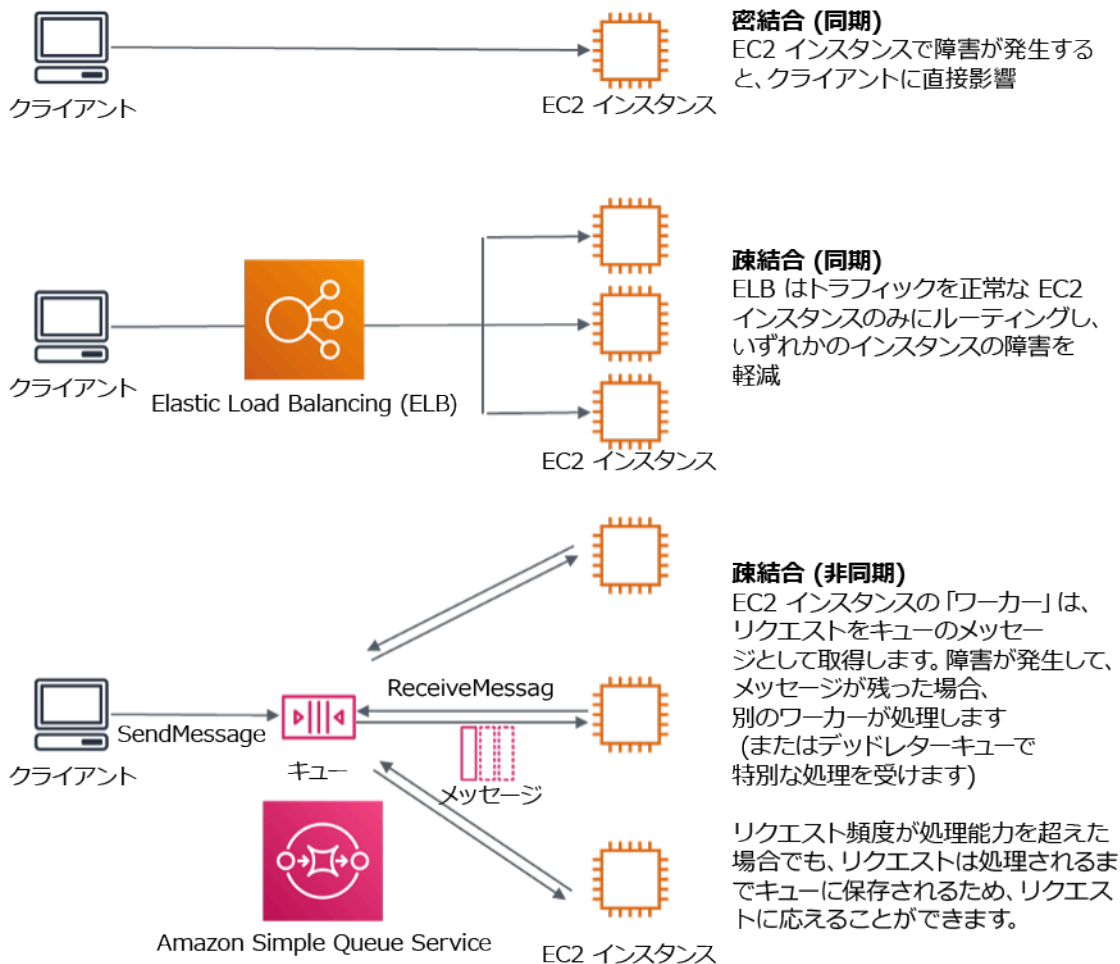 密結合 (同期)
EC2 インスタンスで障害が発生する
と、クライアントに直接影響
クライアント
EC2 インスタンス
疎結合 (同期)
ELB はトラフィックを正常な EC2
インスタンスのみにルーティングし、
いずれかのインスタンスの障害を
軽減
クライアント
Elastic Load Balancing (ELB)
EC2 インスタンス
疎結合 (非同期)
EC2 インスタンスの「ワーカー」は、
リクエストをキューのメッセー
ジとして取得します。障害が発生して、
メッセージが残った場合、
別のワーカーが処理します
(またはデッドレターキューで
特別な処理を受けます)
リクエスト頻度が処理能力を超えた
場合でも、リクエストは処理されるま
でキューに保存されるため、リクエス
トに応えることができます。
ReceiveMessag
SendMessage
クライアント
キュー
メッセージ
Amazon Simple Queue Service
EC2 インスタンス